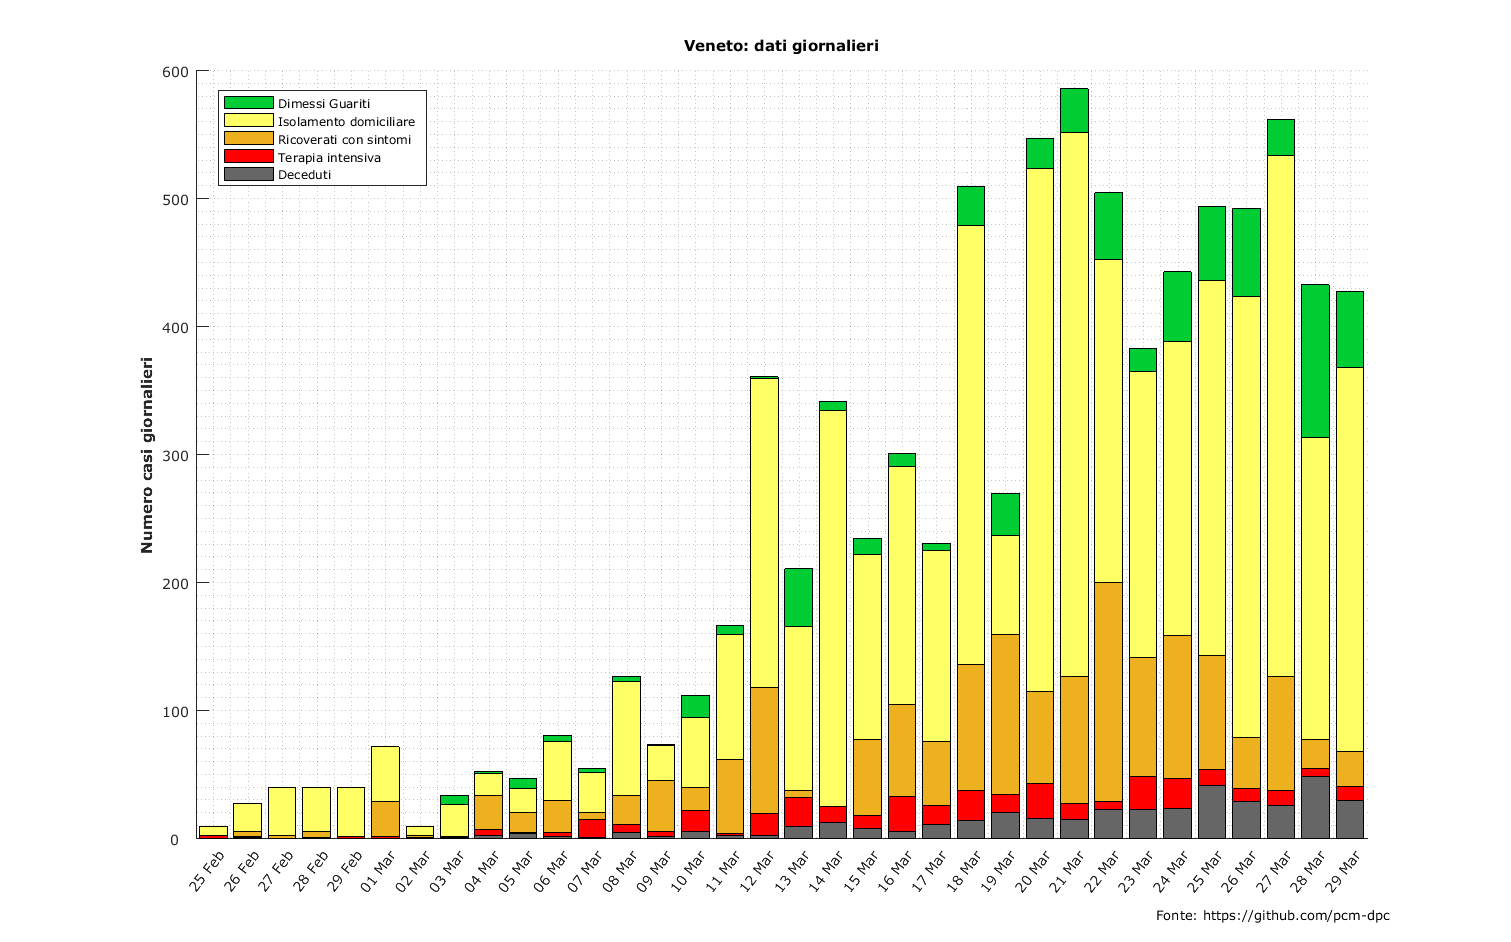 Veneto: dati giornalieri
600
500
400
300
200
100
0
Numero casi giornalieri
Dimessi Guariti
Isolamento domiciliare
Ricoverati con sintomi
Terapia intensiva
Deceduti
25 Feb
26 Feb
27 Feb
28 Feb
29 Feb
01 Mar
02 Mar
03 Mar
04 Mar
05 Mar
06 Mar
07 Mar
08 Mar
09 Mar
10 Mar
11 Mar
12 Mar
13 Mar
14 Mar
15 Mar
16 Mar
17 Mar
18 Mar
19 Mar
20 Mar
21 Mar
22 Mar
23 Mar
24 Mar
25 Mar
26 Mar
27 Mar
28 Mar
29 Mar
Fonte: https://github.com/pcm-dpc